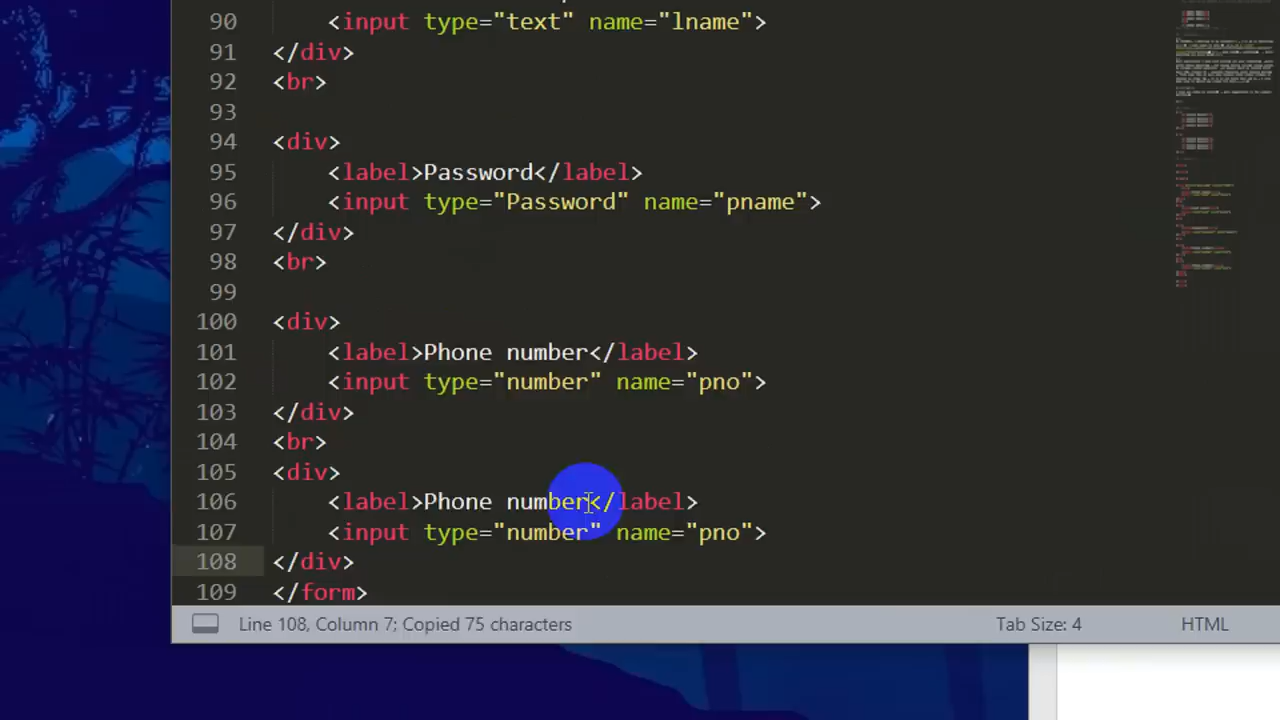 90 <input type="text" name="lname">
91 </div>
92 <br>
93
94 <div>
95 <label>Password</label>
96 <input type="Password" name="pname">
97 </div>
98 <br>
99
100 <div>
101 <label>Phone number</label>
102 <input type="number" name="pno">
103 </div>
104 <br>
105 <div>
106 <label>Phone number</label>
107 <input type="number" name="pno">
108 </div>
109 </form>
Line 108, Column 7; Copied 75 characters Tab Size: 4 HTML